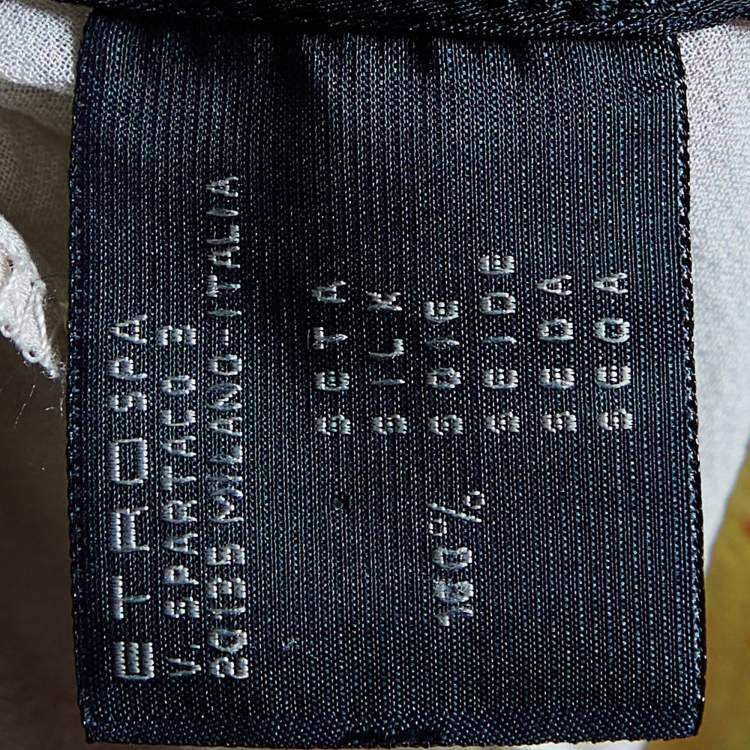 ETRO SPA
V. SPARTACO 3
20135 MILANO-ITALIA
100%
SETA
SILK
SOIE
SEIDE
SEDA
SEDA